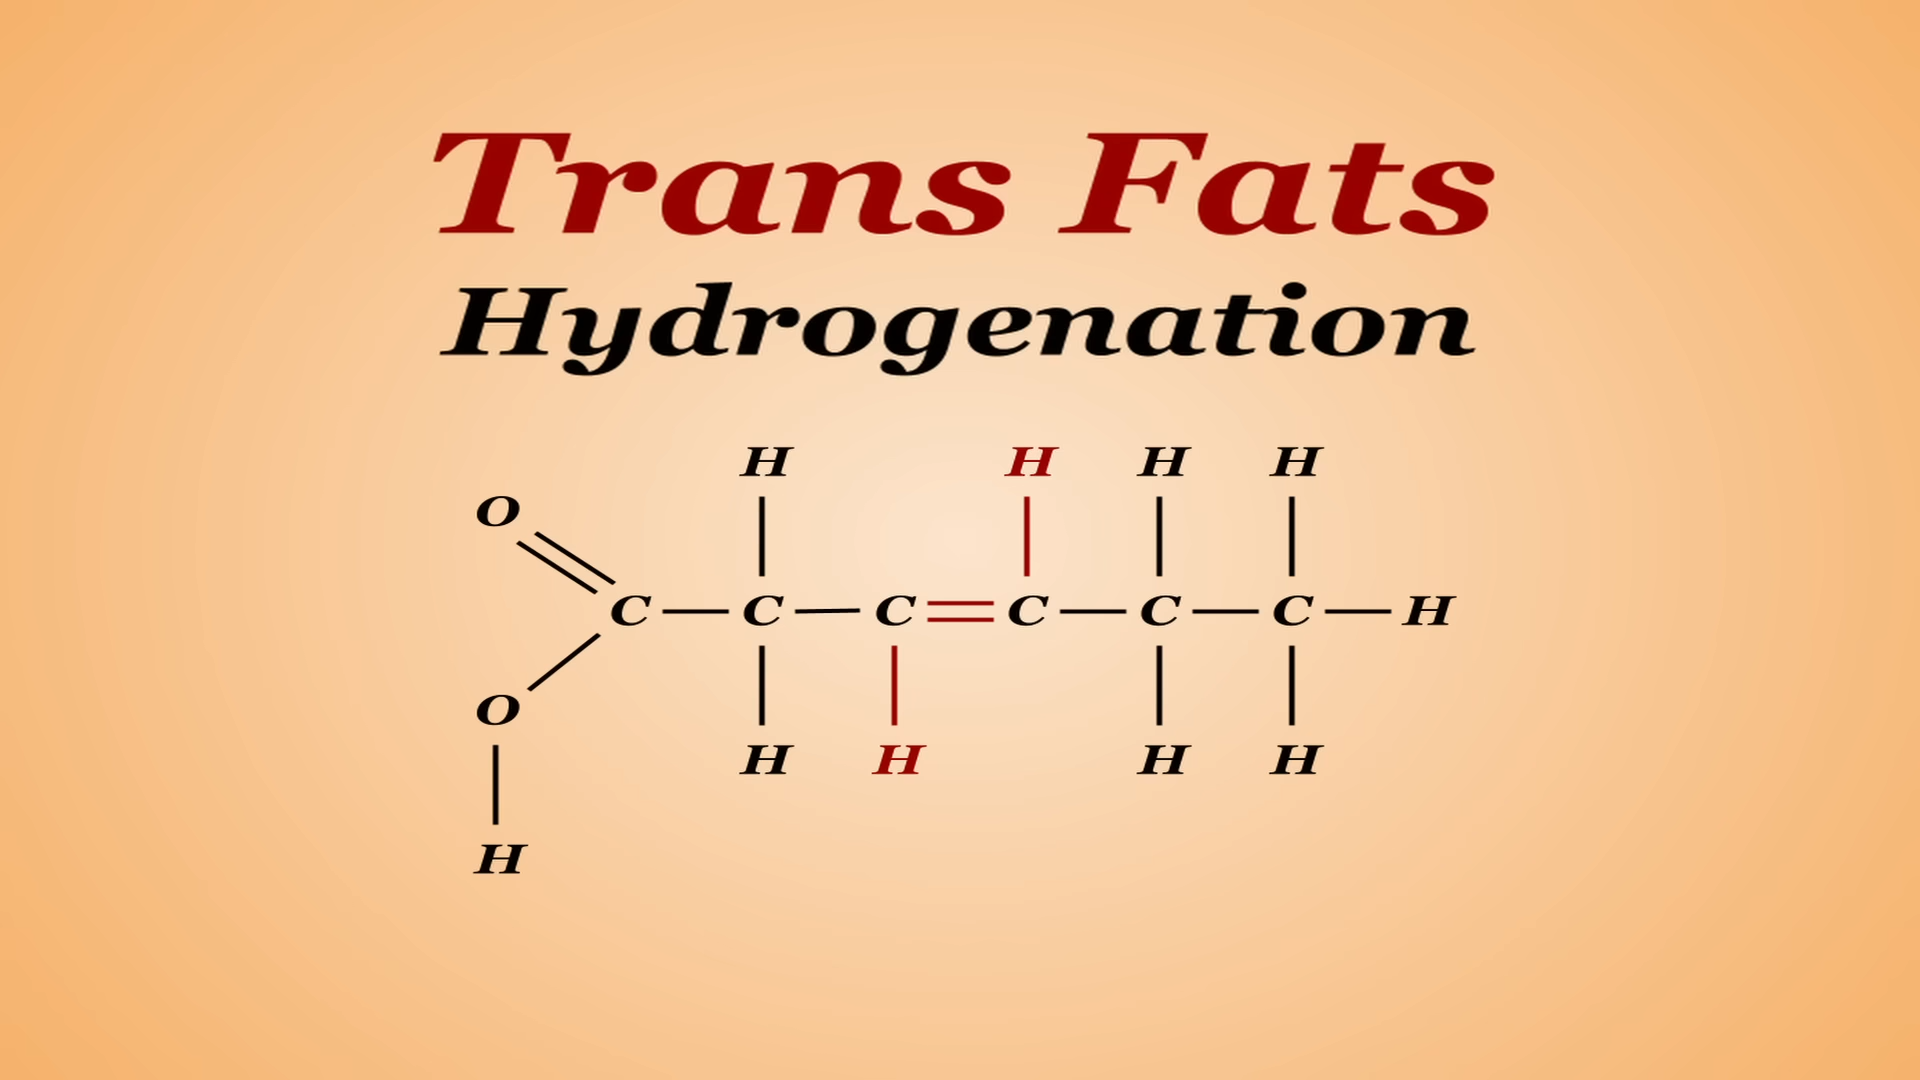 Trans Fats
Hydrogenation
H H H H
O
C C C C C C H
O
H H H H
H